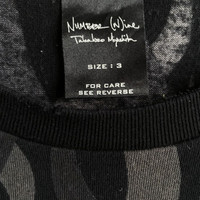 NUMBER (N)INE
Takahiro Miyashita
SIZE : 3
FOR CARE
SEE REVERSE